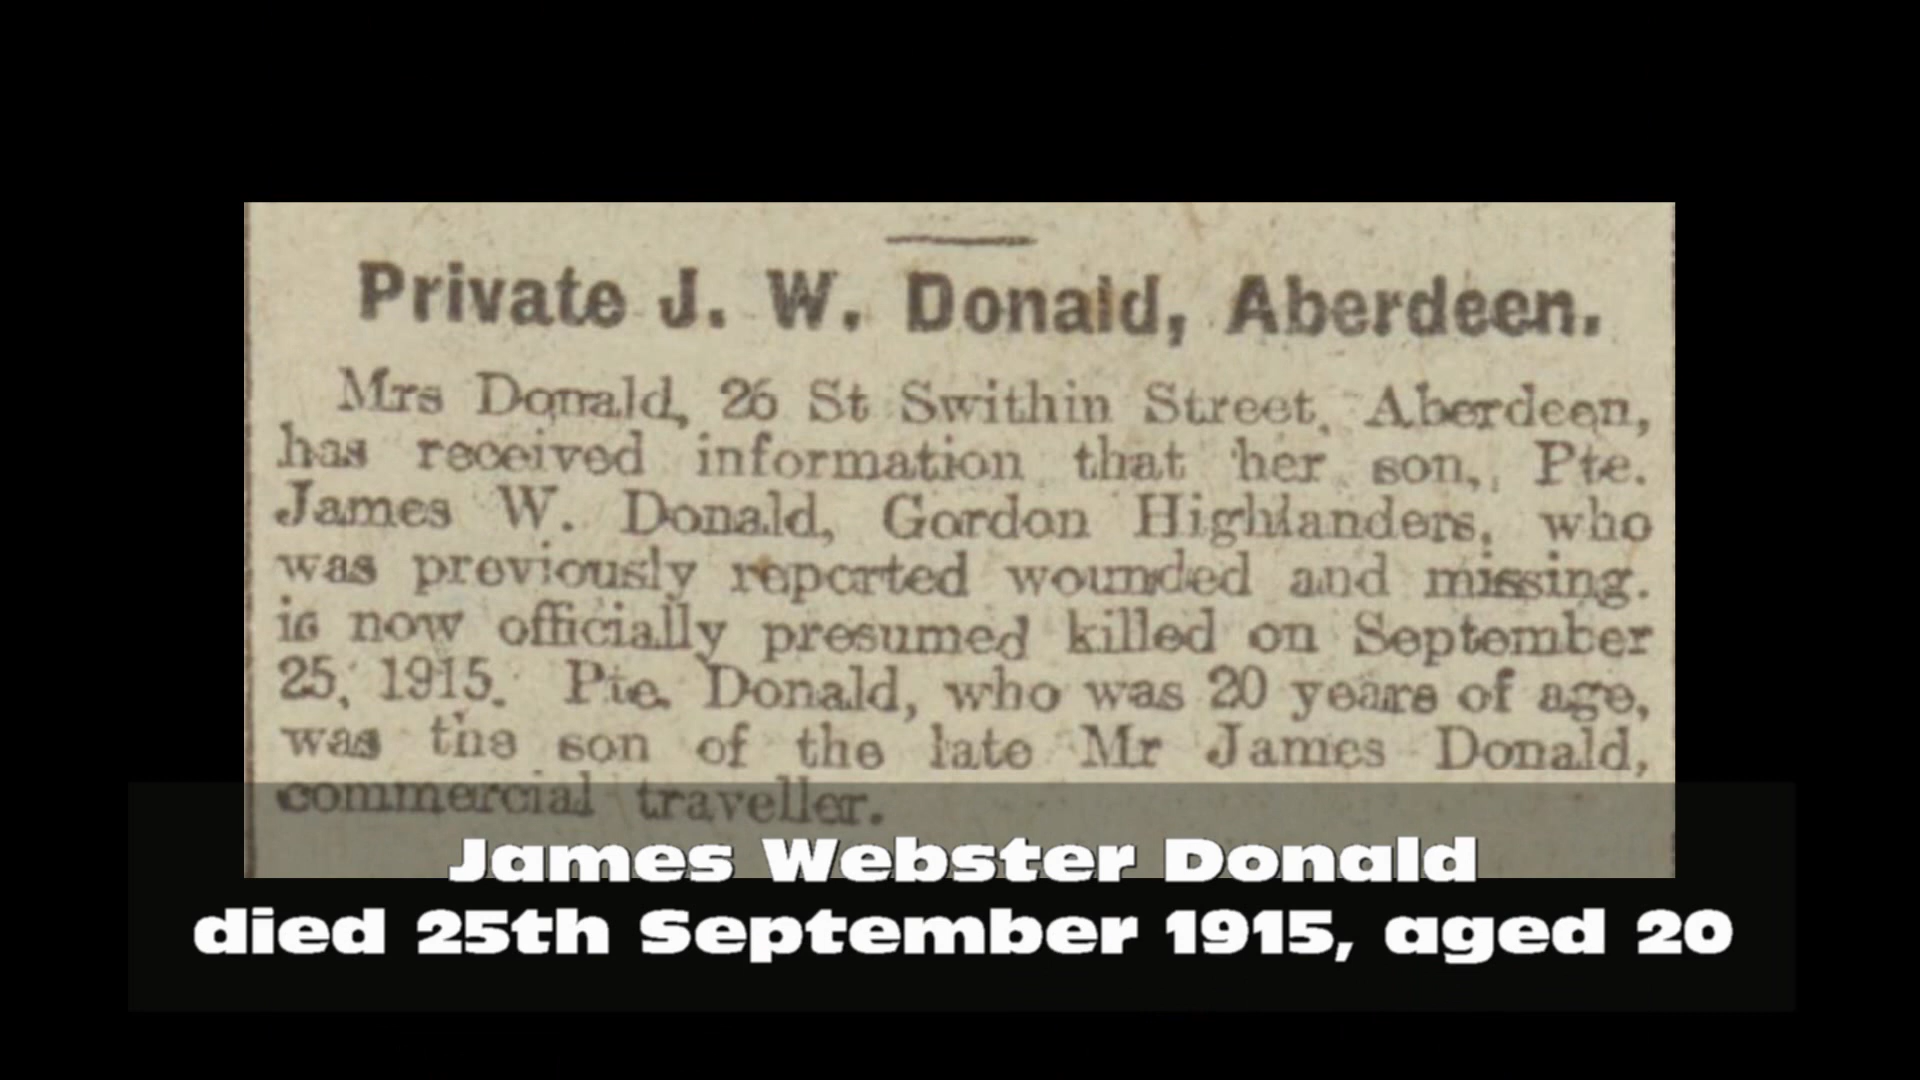 Private J. W. Donald, Aberdeen.
Mrs Donald, 26 St Swithin Street, Aberdeen,
has received information that her son, Pte.
James W. Donald, Gordon Highlanders, who
was previously reported wounded and missing.
is now officially presumed killed on September
25, 1915. Pte. Donald, who was 20 years of age,
was the son of the late Mr James Donald,
commercial traveller.
James Webster Donald
died 25th September 1915, aged 20